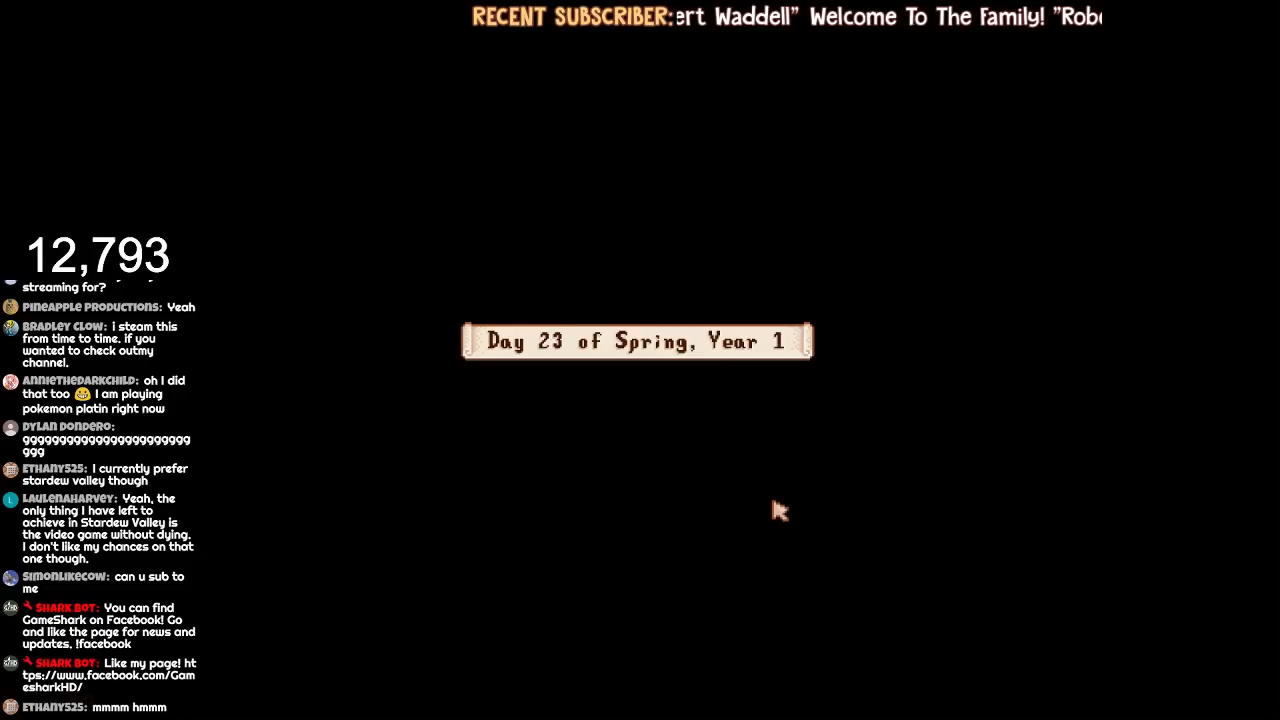 RECENT SUBSCRIBER: ert Waddell" Welcome To The Family! "Rob
12,793
streaming for?
PINEAPPLE PRODUCTIONS: Yeah
BRADLEY CLOW: i steam this
from time to time. if you
wanted to check outmy
channel.
ANNIETHEDARKCHILD: oh I did
that too 😂 I am playing
pokemon platin right now
DYLAN DONDERO:
gggggggggggggggggggggggg
ggg
ETHANY525: I currently prefer
stardew valley though
LAULENAHARVEY: Yeah, the
only thing I have left to
achieve in Stardew Valley is
the video game without dying.
I don't like my chances on that
one though.
SIMONLIKECOW: can u sub to
me
SHARK BOT: You can find
GameShark on Facebook! Go
and like the page for news and
updates, !facebook
SHARK BOT: Like my page! ht
tps://www.facebook.com/Gam
esharkHD/
ETHANY525: mmmm hmmm
Day 23 of Spring, Year 1